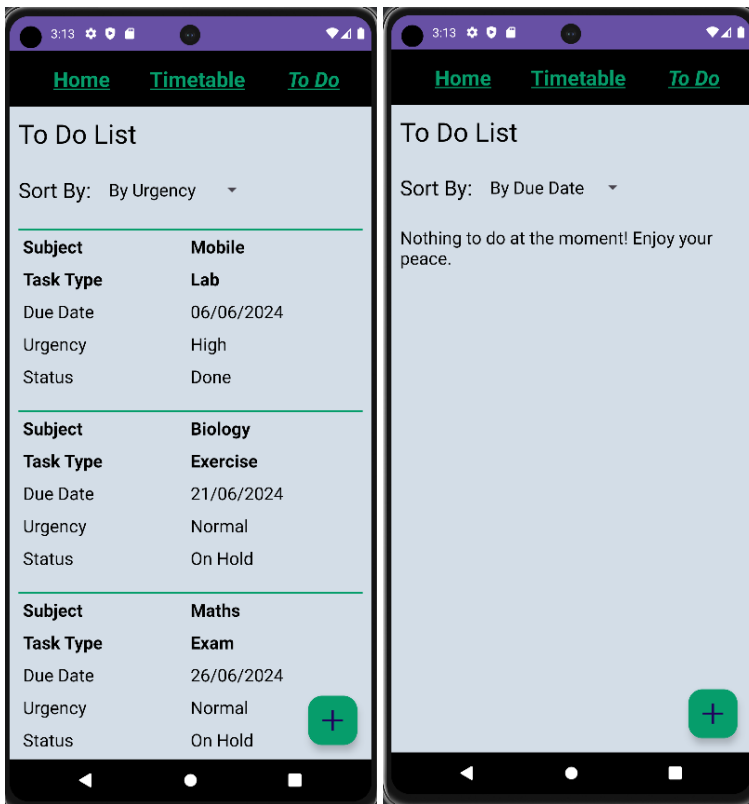 3:13
Home Timetable To Do
To Do List
Sort By: By Urgency
Subject Mobile
Task Type Lab
Due Date 06/06/2024
Urgency High
Status Done
Subject Biology
Task Type Exercise
Due Date 21/06/2024
Urgency Normal
Status On Hold
Subject Maths
Task Type Exam
Due Date 26/06/2024
Urgency Normal
Status On Hold
+
3:13
Home Timetable To Do
To Do List
Sort By: By Due Date
Nothing to do at the moment! Enjoy your
peace.
+